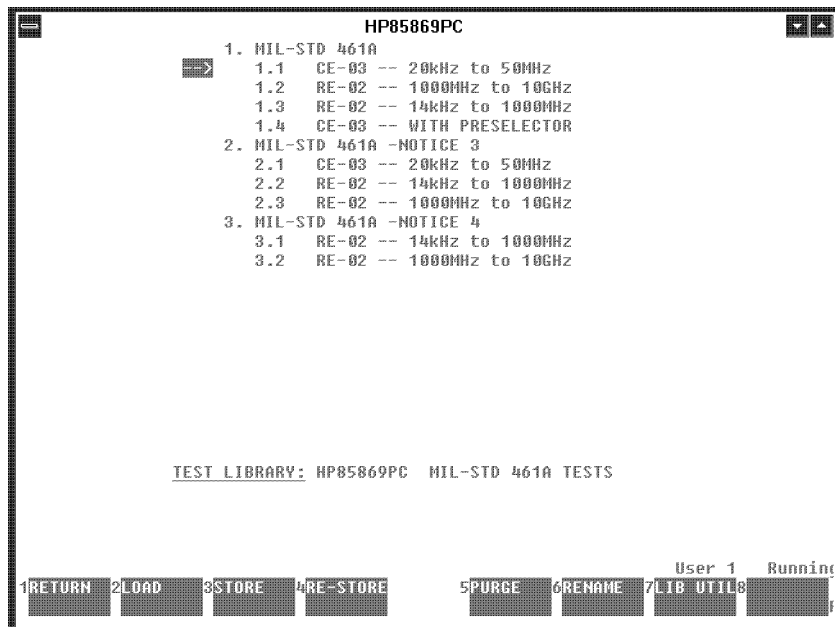 HP85869PC
1. MIL-STD 461A
--> 1.1 CE-03 -- 20kHz to 50MHz
1.2 RE-02 -- 1000MHz to 10GHz
1.3 RE-02 -- 14kHz to 1000MHz
1.4 CE-03 -- WITH PRESELECTOR
2. MIL-STD 461A -NOTICE 3
2.1 CE-03 -- 20kHz to 50MHz
2.2 RE-02 -- 14kHz to 1000MHz
2.3 RE-02 -- 1000MHz to 10GHz
3. MIL-STD 461A -NOTICE 4
3.1 RE-02 -- 14kHz to 1000MHz
3.2 RE-02 -- 1000MHz to 10GHz
TEST LIBRARY: HP85869PC MIL-STD 461A TESTS
User 1 Running
1RETURN 2LOAD 3STORE 4RE-STORE 5PURGE 6RENAME 7LIB UTIL8